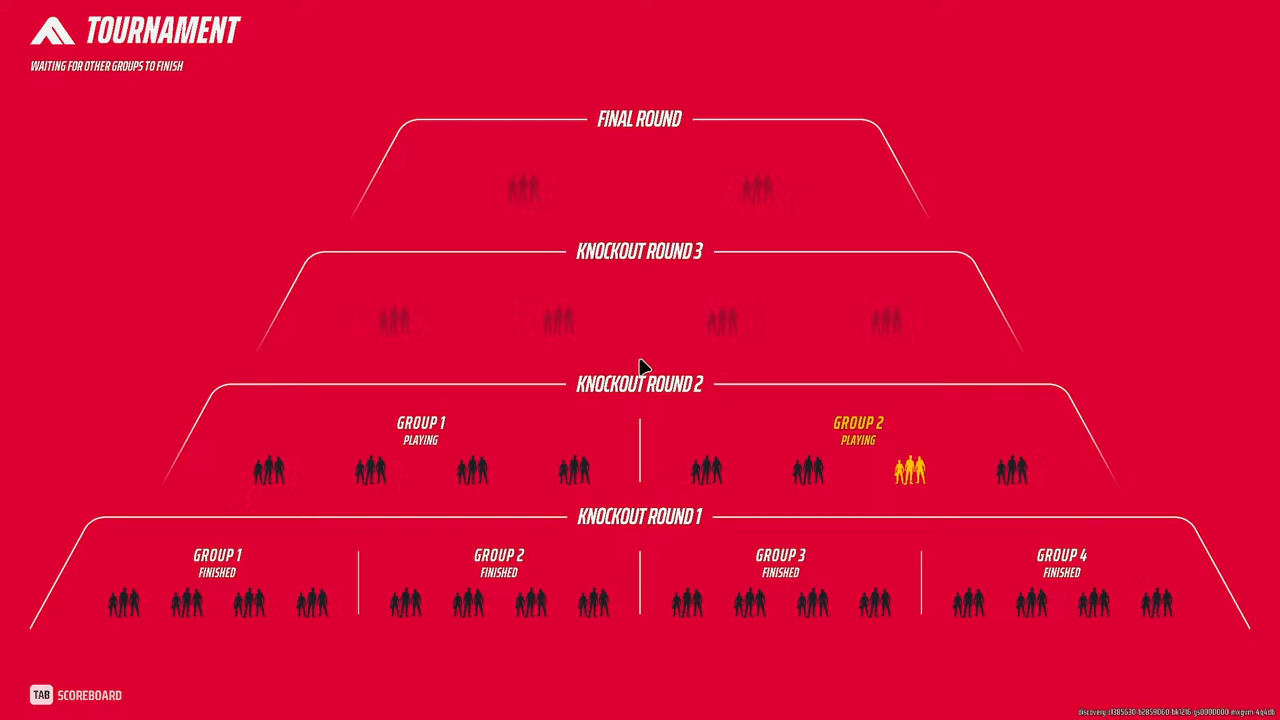 TOURNAMENT
WAITING FOR OTHER GROUPS TO FINISH
FINAL ROUND
KNOCKOUT ROUND 3
KNOCKOUT ROUND 2
GROUP 1
PLAYING
GROUP 2
PLAYING
KNOCKOUT ROUND 1
GROUP 1
FINISHED
GROUP 2
FINISHED
GROUP 3
FINISHED
GROUP 4
FINISHED
TAB SCOREBOARD